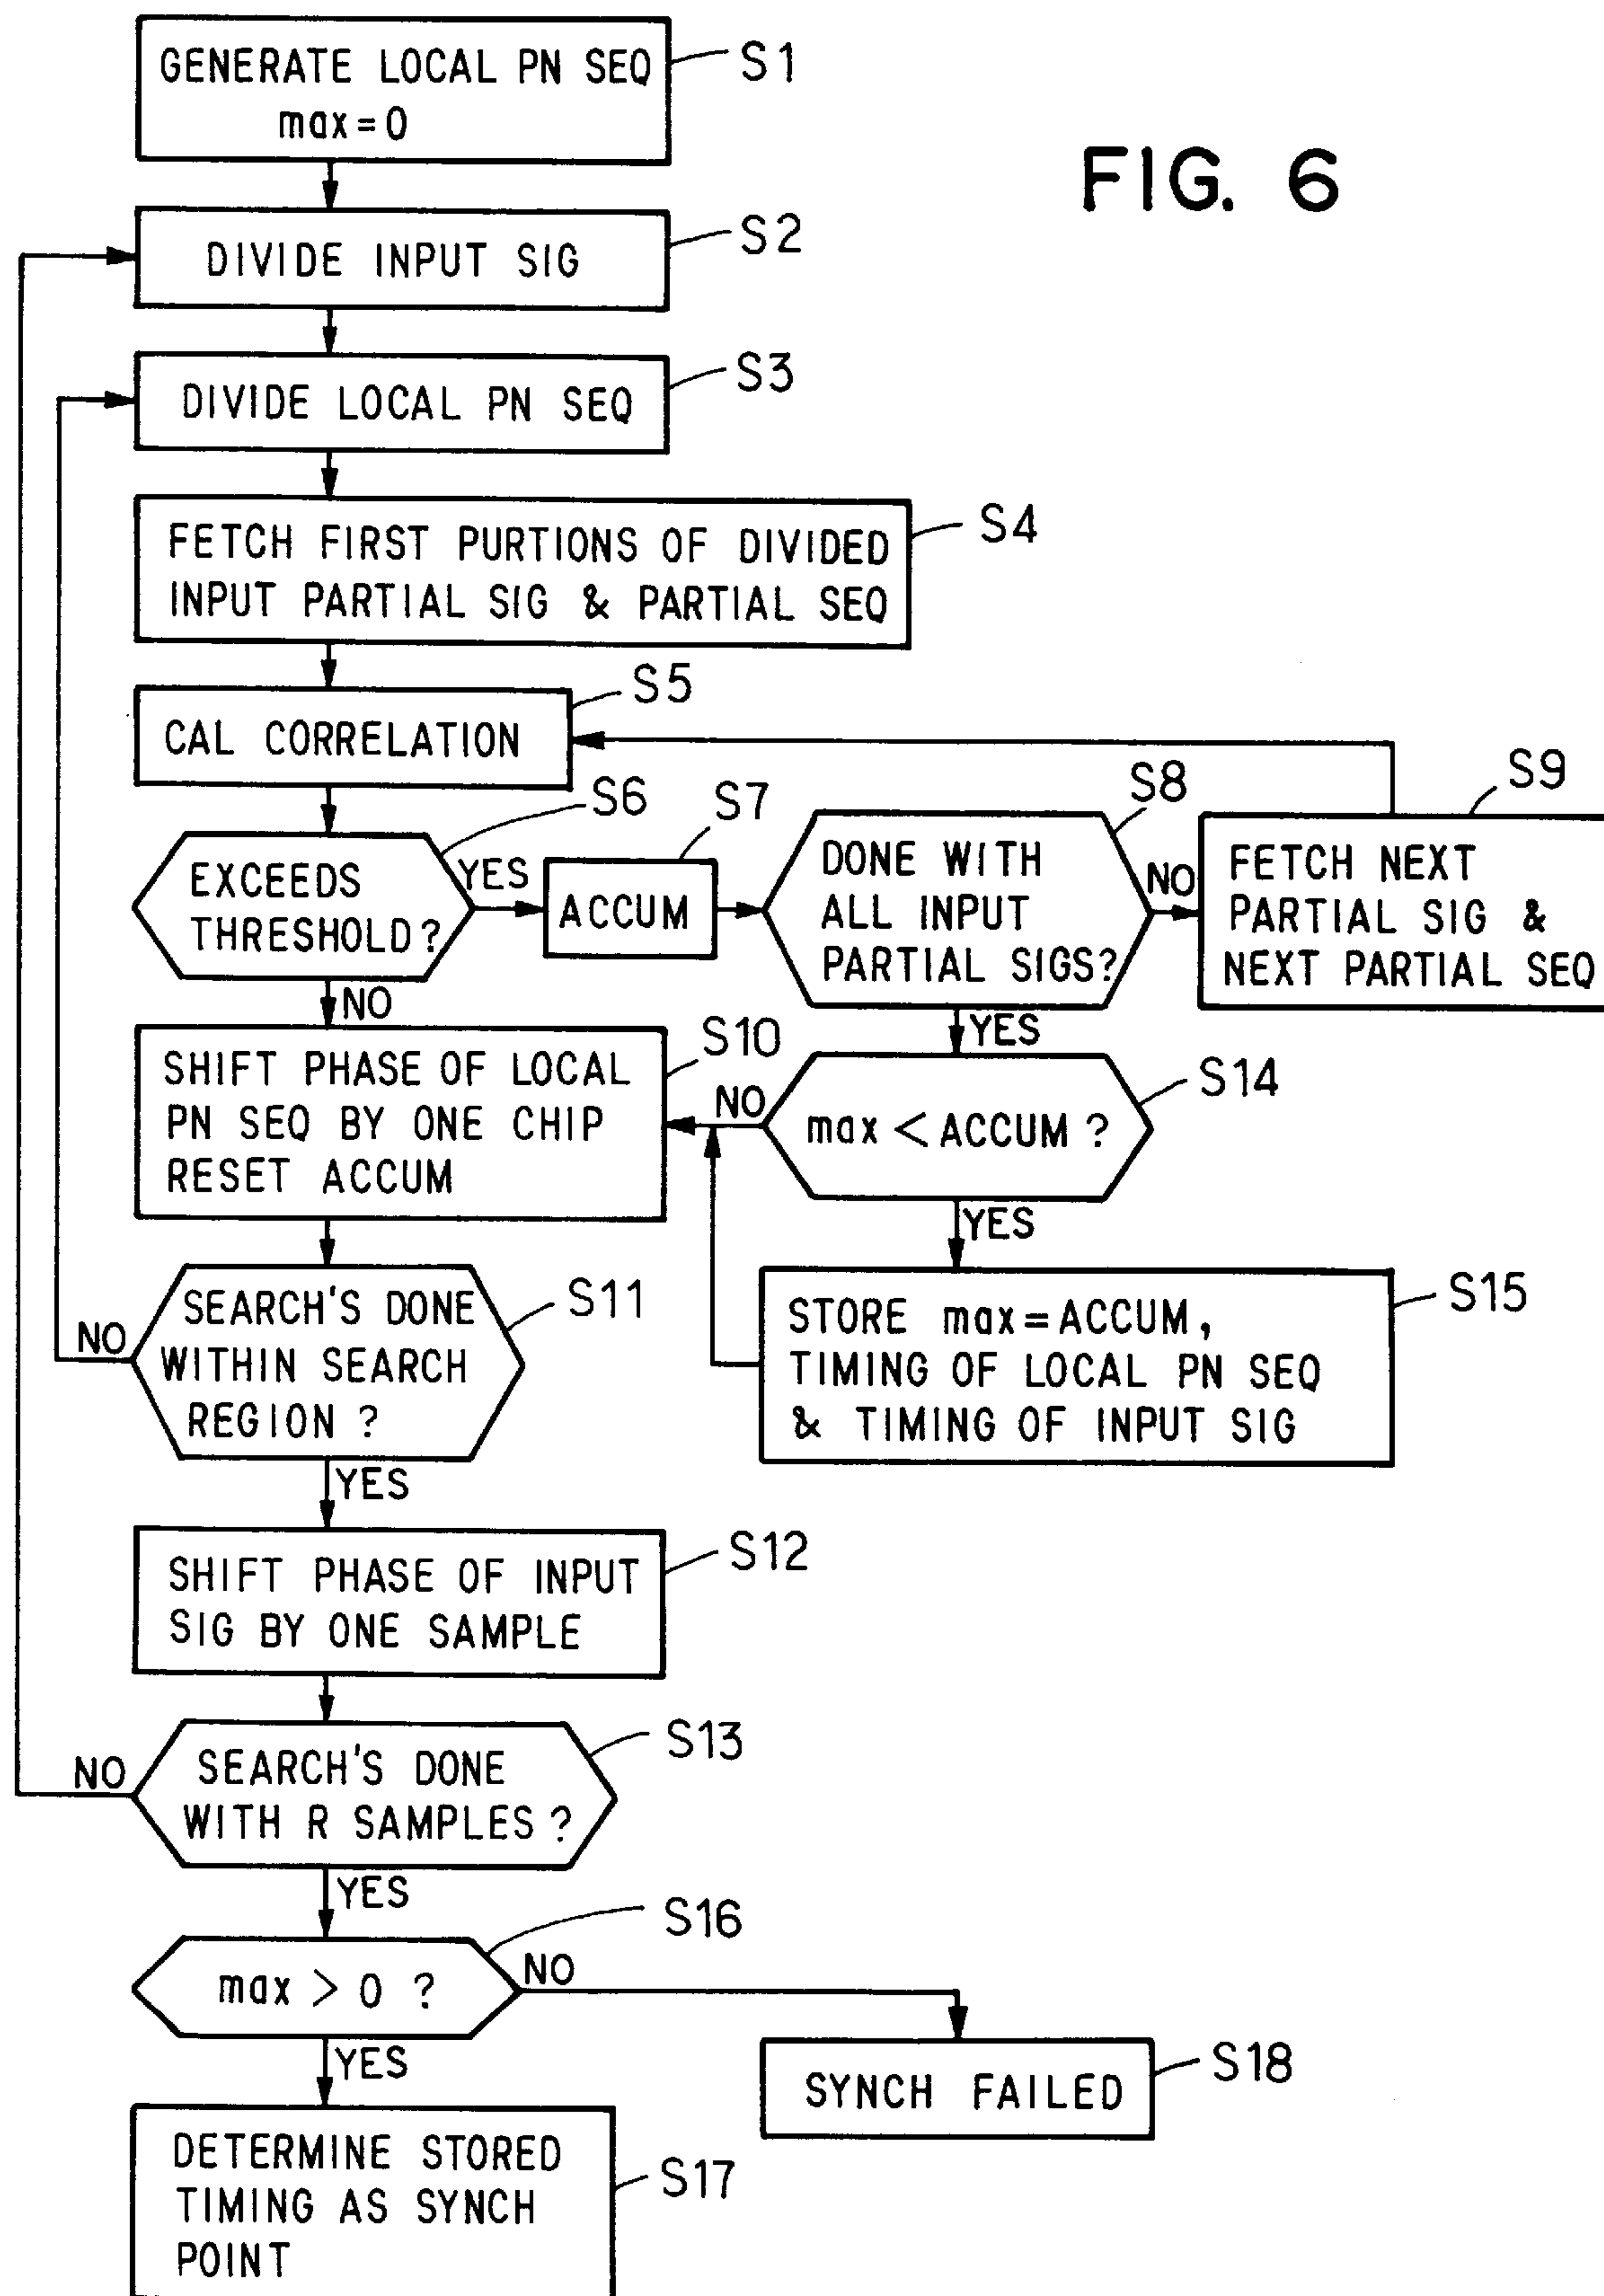 FIG. 6
GENERATE LOCAL PN SEQ
max=0
S1
DIVIDE INPUT SIG
S2
DIVIDE LOCAL PN SEQ
S3
FETCH FIRST PURTIONS OF DIVIDED
INPUT PARTIAL SIG & PARTIAL SEQ
S4
CAL CORRELATION
S5
EXCEEDS
THRESHOLD?
S6
YES
NO
ACCUM
S7
DONE WITH
ALL INPUT
PARTIAL SIGS?
S8
NO
YES
FETCH NEXT
PARTIAL SIG &
NEXT PARTIAL SEQ
S9
SHIFT PHASE OF LOCAL
PN SEQ BY ONE CHIP
RESET ACCUM
S10
max < ACCUM ?
S14
NO
YES
STORE max=ACCUM,
TIMING OF LOCAL PN SEQ
& TIMING OF INPUT SIG
S15
SEARCH'S DONE
WITHIN SEARCH
REGION ?
S11
NO
YES
SHIFT PHASE OF INPUT
SIG BY ONE SAMPLE
S12
SEARCH'S DONE
WITH R SAMPLES ?
S13
NO
YES
max > 0 ?
S16
NO
YES
SYNCH FAILED
S18
DETERMINE STORED
TIMING AS SYNCH
POINT
S17